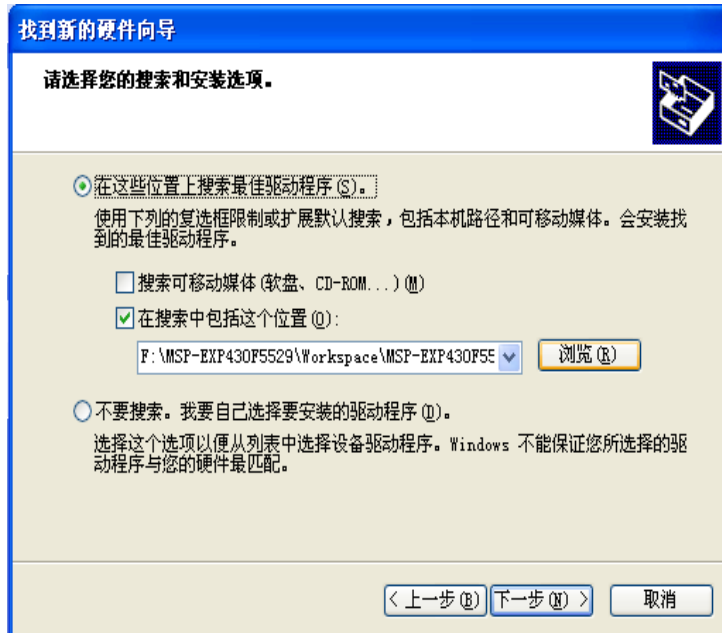 找到新的硬件向导
请选择您的搜索和安装选项。
在这些位置上搜索最佳驱动程序(S)。
使用下列的复选框限制或扩展默认搜索，包括本机路径和可移动媒体。会安装找
到的最佳驱动程序。
搜索可移动媒体(软盘、CD-ROM...)(M)
在搜索中包括这个位置(O):
F:\MSP-EXP430F5529\Workspace\MSP-EXP430F55
浏览(R)
不要搜索。我要自己选择要安装的驱动程序(D)。
选择这个选项以便从列表中选择设备驱动程序。Windows 不能保证您所选择的驱
动程序与您的硬件最匹配。
< 上一步(B) 下一步(N) > 取消